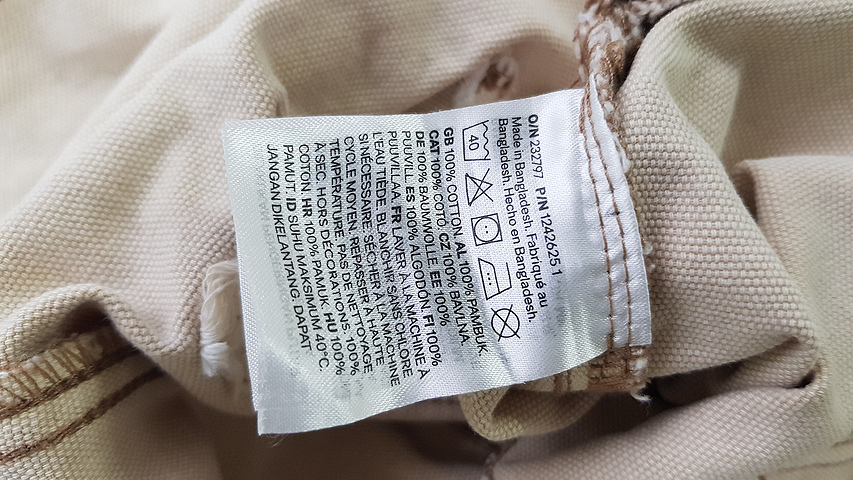 O/N 232797 P/N 1242625 1
Made in Bangladesh. Fabriqué au
Bangladesh. Hecho en Bangladesh.
40
GB 100% COTTON. AL 100% PAMBUK.
CAT 100% COTÓ. CZ 100% BAVLNA.
DE 100% BAUMWOLLE. EE 100%
PUUVILL. ES 100% ALGODÓN. FI 100%
PUUVILLAA. FR LAVER À LA MACHINE À
L'EAU TIÈDE. BLANCHIR SANS CHLORE
SI NÉCESSAIRE. SÉCHER À LA MACHINE
CYCLE MOYEN. REPASSER À HAUTE
TEMPÉRATURE. PAS DE NETTOYAGE
À SEC. HORS DÉCORATIONS. 100%
COTON. HR 100% PAMUK. HU 100%
PAMUT. ID SUHU MAKSIMUM 40°C.
JANGAN DIKELANTANG. DAPAT